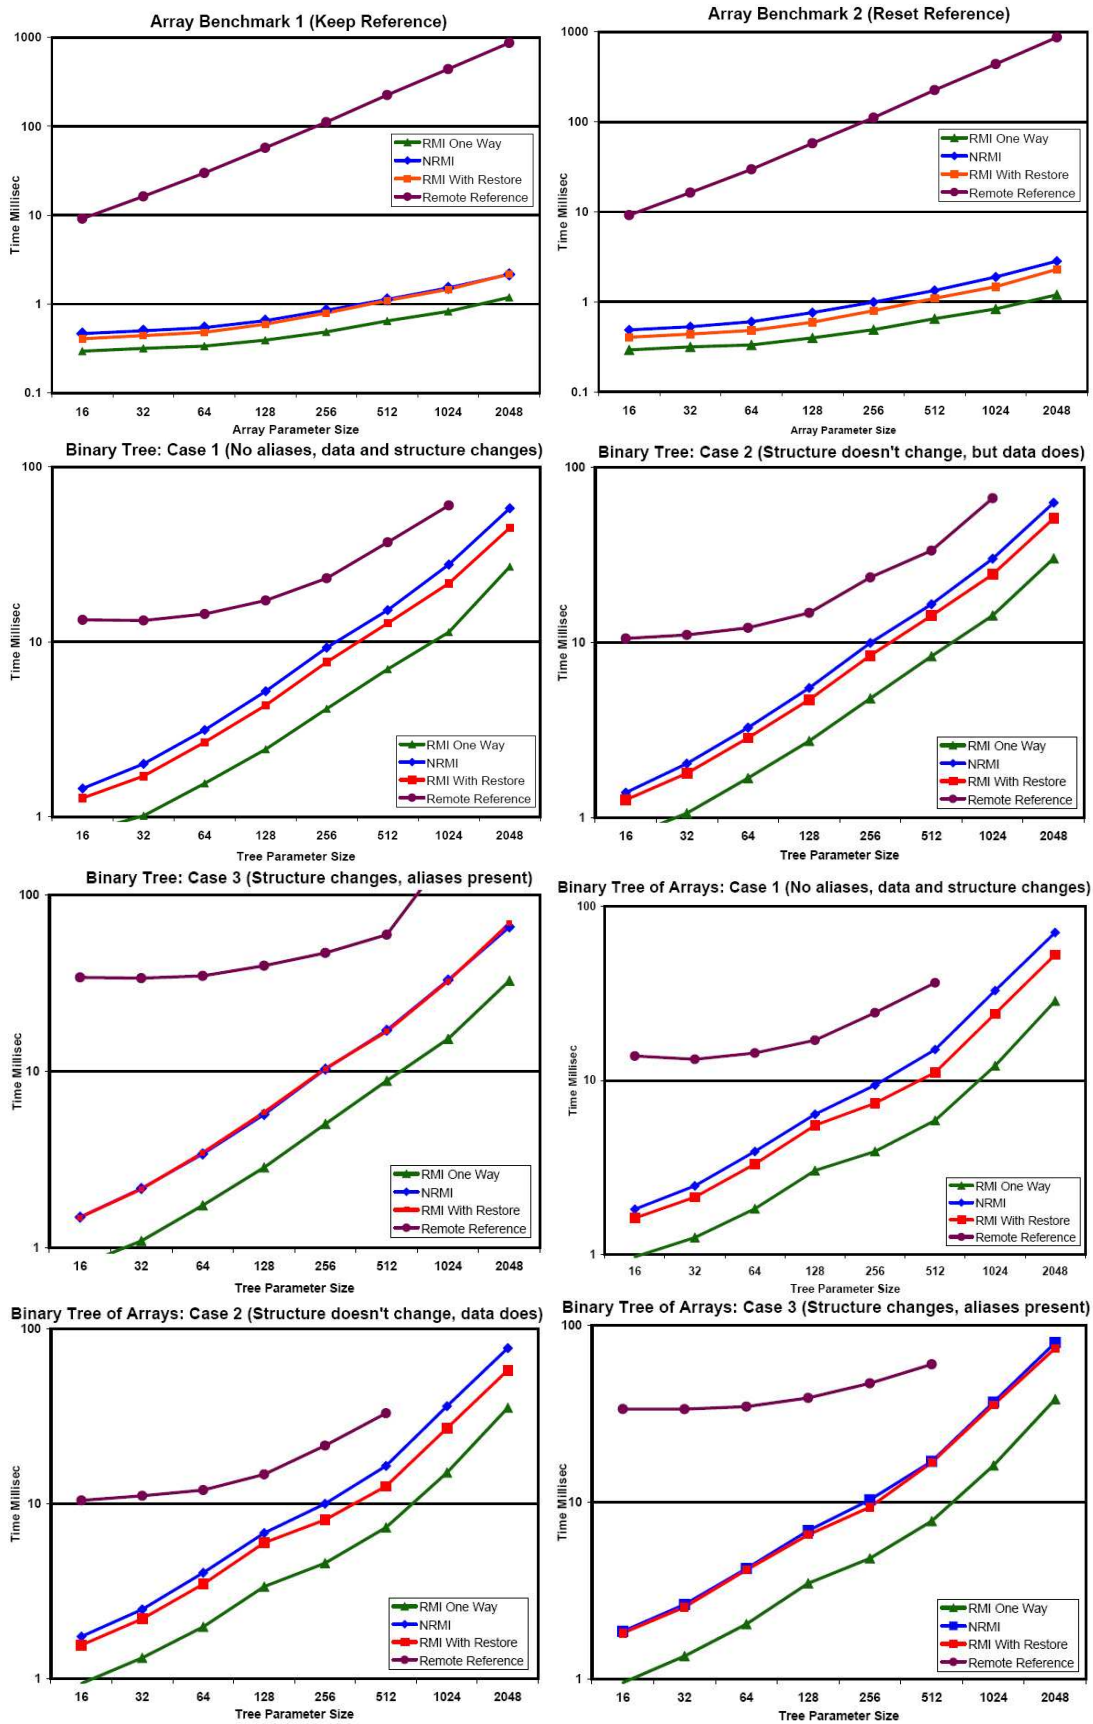 Array Benchmark 1 (Keep Reference)
1000
100
10
1
0.1
Time Millisec
RMI One Way
NRMI
RMI With Restore
Remote Reference
16 32 64 128 256 512 1024 2048
Array Parameter Size
Array Benchmark 2 (Reset Reference)
1000
100
10
1
0.1
Time Millisec
RMI One Way
NRMI
RMI With Restore
Remote Reference
16 32 64 128 256 512 1024 2048
Array Parameter Size
Binary Tree: Case 1 (No aliases, data and structure changes)
100
10
1
Time Millisec
RMI One Way
NRMI
RMI With Restore
Remote Reference
16 32 64 128 256 512 1024 2048
Tree Parameter Size
Binary Tree: Case 2 (Structure doesn't change, but data does)
100
10
1
Time Millisec
RMI One Way
NRMI
RMI With Restore
Remote Reference
16 32 64 128 256 512 1024 2048
Tree Parameter Size
Binary Tree: Case 3 (Structure changes, aliases present)
100
10
1
Time Millisec
RMI One Way
NRMI
RMI With Restore
Remote Reference
16 32 64 128 256 512 1024 2048
Tree Parameter Size
Binary Tree of Arrays: Case 1 (No aliases, data and structure changes)
100
10
1
Time Millisec
RMI One Way
NRMI
RMI With Restore
Remote Reference
16 32 64 128 256 512 1024 2048
Tree Parameter Size
Binary Tree of Arrays: Case 2 (Structure doesn't change, data does)
100
10
1
Time Millisec
RMI One Way
NRMI
RMI With Restore
Remote Reference
16 32 64 128 256 512 1024 2048
Tree Parameter Size
Binary Tree of Arrays: Case 3 (Structure changes, aliases present)
100
10
1
Time Millisec
RMI One Way
NRMI
RMI With Restore
Remote Reference
16 32 64 128 256 512 1024 2048
Tree Parameter Size